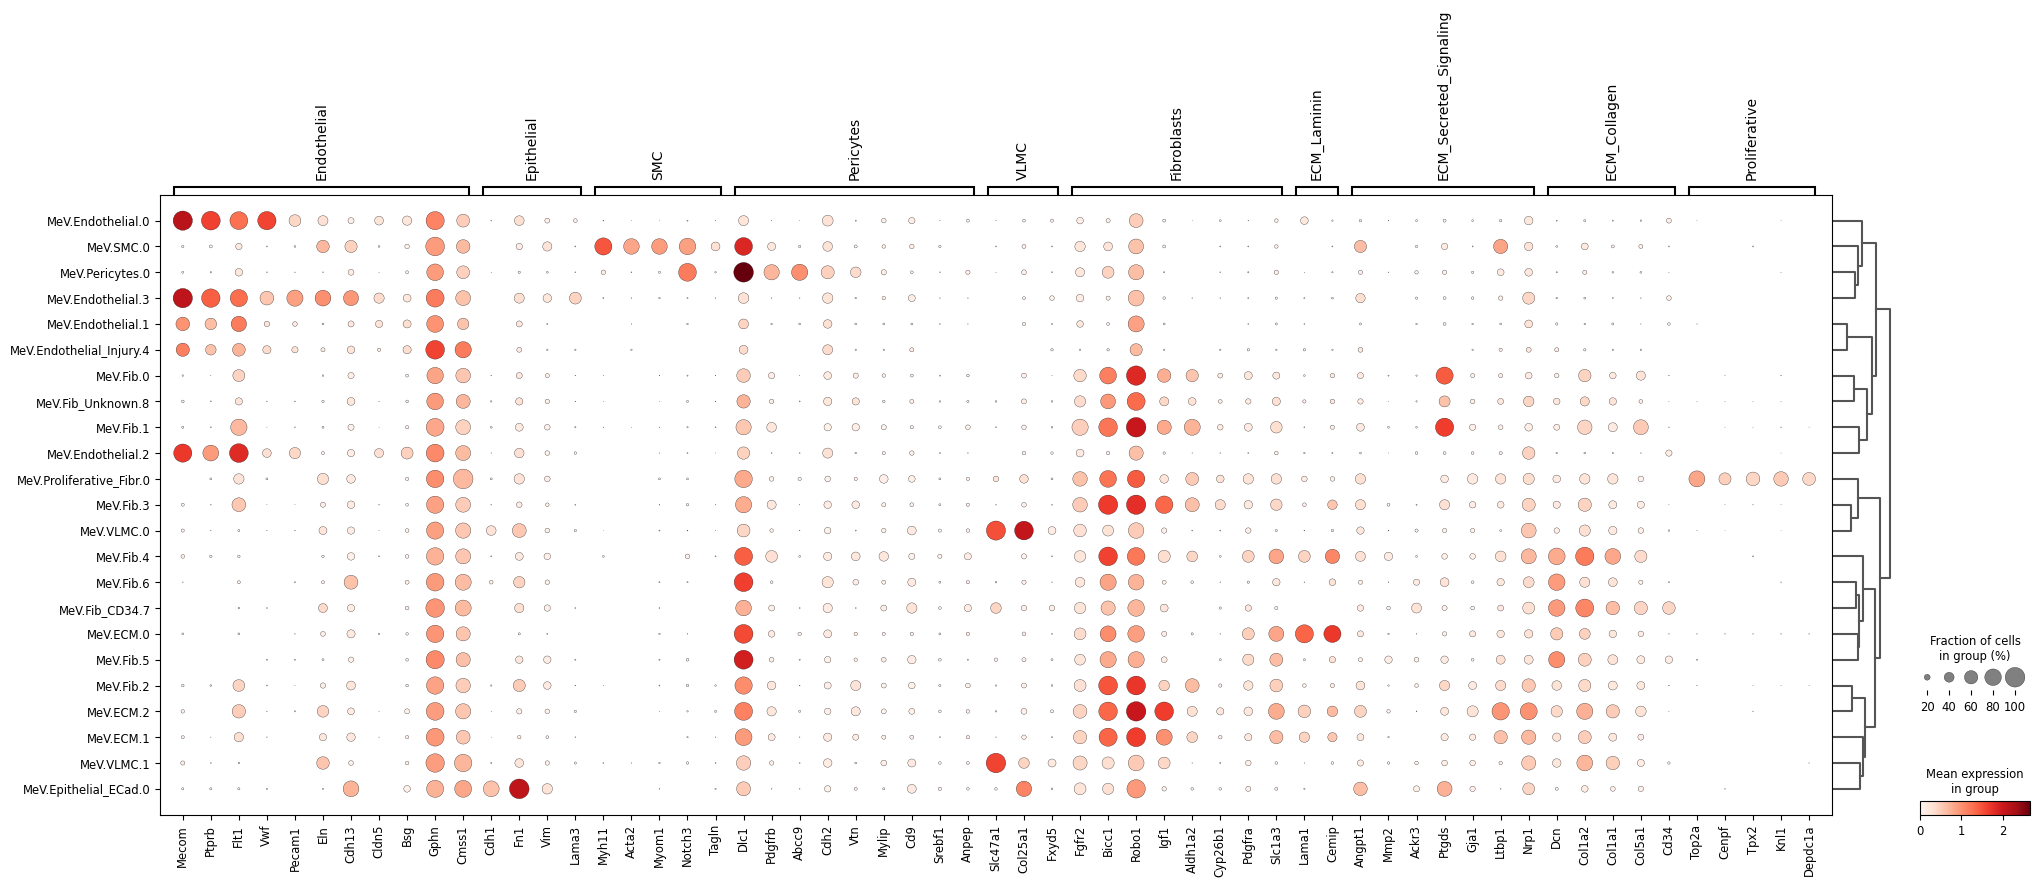 Endothelial
Epithelial
SMC
Pericytes
VLMC
Fibroblasts
ECM_Laminin
ECM_Secreted_Signaling
ECM_Collagen
Proliferative
MeV.Endothelial.0
MeV.SMC.0
MeV.Pericytes.0
MeV.Endothelial.3
MeV.Endothelial.1
MeV.Endothelial_Injury.4
MeV.Fib.0
MeV.Fib_Unknown.8
MeV.Fib.1
MeV.Endothelial.2
MeV.Proliferative_Fibr.0
MeV.Fib.3
MeV.VLMC.0
MeV.Fib.4
MeV.Fib.6
MeV.Fib_CD34.7
MeV.ECM.0
MeV.Fib.5
MeV.Fib.2
MeV.ECM.2
MeV.ECM.1
MeV.VLMC.1
MeV.Epithelial_ECad.0
Mecom
Ptprb
Flt1
Vwf
Pecam1
Eln
Cdh13
Cldn5
Bsg
Gphn
Cmss1
Cdh1
Fn1
Vim
Lama3
Myh11
Acta2
Myom1
Notch3
Tagln
Dlc1
Pdgfrb
Abcc9
Cdh2
Vtn
Mylip
Cd9
Srebf1
Anpep
Slc47a1
Col25a1
Fxyd5
Fgfr2
Bicc1
Robo1
Igf1
Aldh1a2
Cyp26b1
Pdgfra
Slc1a3
Lama1
Cemip
Angpt1
Mmp2
Ackr3
Ptgds
Gja1
Ltbp1
Nrp1
Dcn
Col1a2
Col1a1
Col5a1
Cd34
Top2a
Cenpf
Tpx2
Knl1
Depdc1a
Fraction of cells
in group (%)
20 40 60 80 100
Mean expression
in group
0 1 2